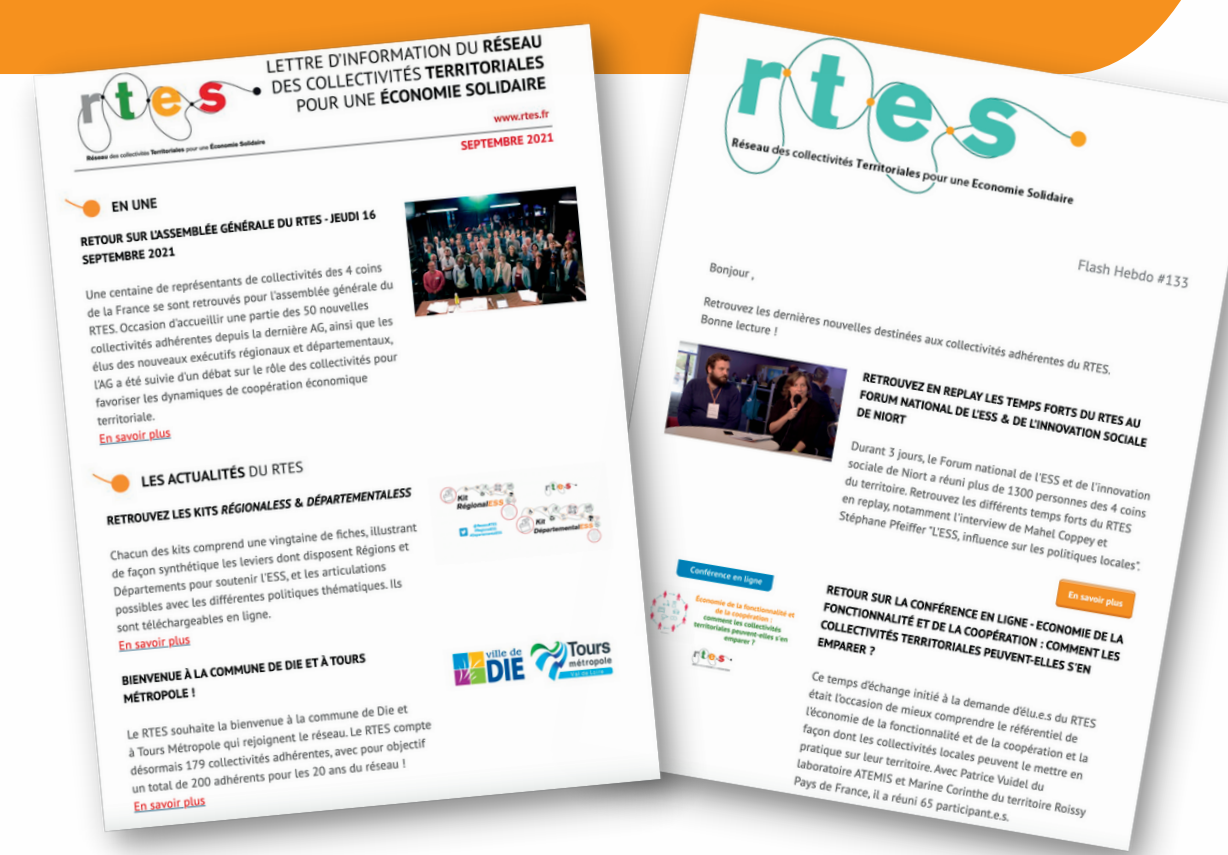 rtes
Réseau des collectivités Territoriales pour une Économie Solidaire
LETTRE D'INFORMATION DU RÉSEAU
DES COLLECTIVITÉS TERRITORIALES
POUR UNE ÉCONOMIE SOLIDAIRE
www.rtes.fr
SEPTEMBRE 2021
EN UNE
RETOUR SUR L'ASSEMBLÉE GÉNÉRALE DU RTES - JEUDI 16
SEPTEMBRE 2021
Une centaine de représentants de collectivités des 4 coins
de la France se sont retrouvés pour l'assemblée générale du
RTES. Occasion d'accueillir une partie des 50 nouvelles
collectivités adhérentes depuis la dernière AG, ainsi que les
élus des nouveaux exécutifs régionaux et départementaux,
l'AG a été suivie d'un débat sur le rôle des collectivités pour
favoriser les dynamiques de coopération économique
territoriale.
En savoir plus
LES ACTUALITÉS DU RTES
RETROUVEZ LES KITS RÉGIONALESS & DÉPARTEMENTALESS
Chacun des kits comprend une vingtaine de fiches, illustrant
de façon synthétique les leviers dont disposent Régions et
Départements pour soutenir l'ESS, et les articulations
possibles avec les différentes politiques thématiques. Ils
sont téléchargeables en ligne.
En savoir plus
Kit
RégionalESS
rtes
Kit
DépartementalESS
BIENVENUE À LA COMMUNE DE DIE ET À TOURS
MÉTROPOLE !
Le RTES souhaite la bienvenue à la commune de Die et
à Tours Métropole qui rejoignent le réseau. Le RTES compte
désormais 179 collectivités adhérentes, avec pour objectif
un total de 200 adhérents pour les 20 ans du réseau !
En savoir plus
ville de
DIE
Tours
métropole
Val de Loire
rtes
Réseau des collectivités Territoriales pour une Economie Solidaire
Flash Hebdo #133
Bonjour ,
Retrouvez les dernières nouvelles destinées aux collectivités adhérentes du RTES.
Bonne lecture !
RETROUVEZ EN REPLAY LES TEMPS FORTS DU RTES AU
FORUM NATIONAL DE L'ESS & DE L'INNOVATION SOCIALE
DE NIORT
Durant 3 jours, le Forum national de l'ESS et de l'innovation
sociale de Niort a réuni plus de 1300 personnes des 4 coins
du territoire. Retrouvez les différents temps forts du RTES
en replay, notamment l'interview de Mahel Coppey et
Stéphane Pfeiffer "L'ESS, influence sur les politiques locales".
En savoir plus
Conférence en ligne
Économie de la fonctionnalité et
de la coopération :
comment les collectivités
territoriales peuvent-elles s'en
emparer ?
rtes
RETOUR SUR LA CONFÉRENCE EN LIGNE - ECONOMIE DE LA
FONCTIONNALITÉ ET DE LA COOPÉRATION : COMMENT LES
COLLECTIVITÉS TERRITORIALES PEUVENT-ELLES S'EN
EMPARER ?
Ce temps d'échange initié à la demande d'élu.e.s du RTES
était l'occasion de mieux comprendre le référentiel de
l'économie de la fonctionnalité et de la coopération et la
façon dont les collectivités locales peuvent le mettre en
pratique sur leur territoire. Avec Patrice Vuidel du
laboratoire ATEMIS et Marine Corinthe du territoire Roissy
Pays de France, il a réuni 65 participant.e.s.